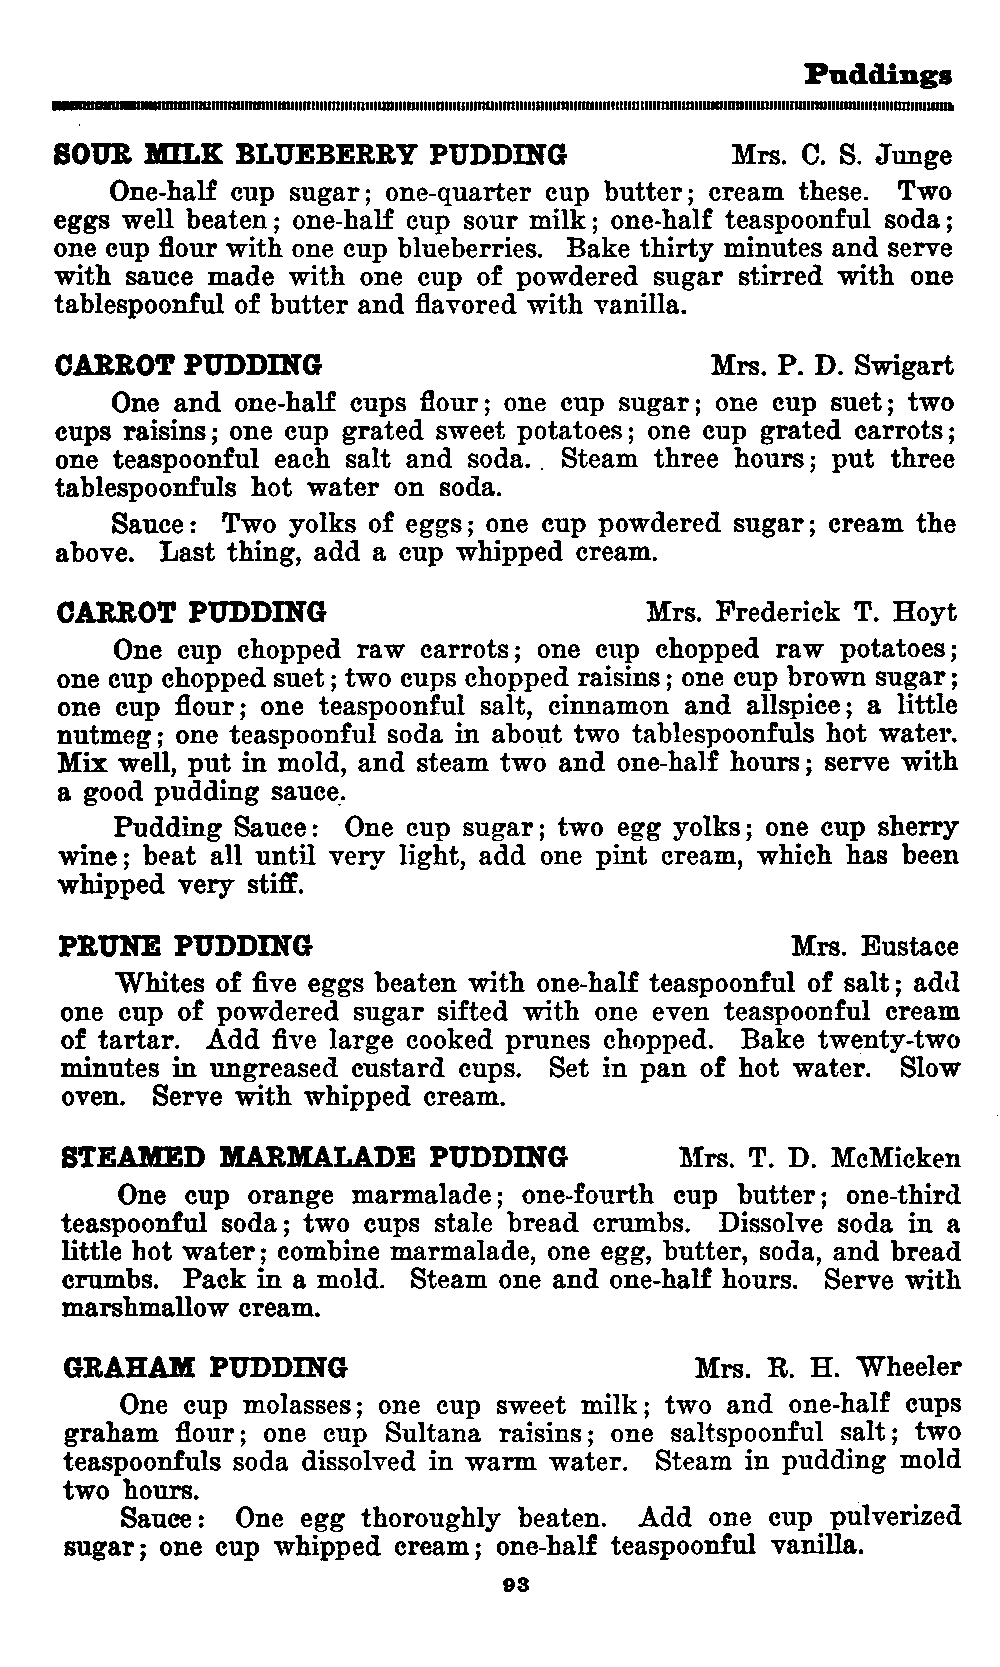 Puddings
SOUR MILK BLUEBERRY PUDDING Mrs. C. S. Junge
One-half cup sugar; one-quarter cup butter; cream these. Two
eggs well beaten; one-half cup sour milk; one-half teaspoonful soda;
one cup flour with one cup blueberries. Bake thirty minutes and serve
with sauce made with one cup of powdered sugar stirred with one
tablespoonful of butter and flavored with vanilla.
CARROT PUDDING Mrs. P. D. Swigart
One and one-half cups flour; one cup sugar; one cup suet; two
cups raisins; one cup grated sweet potatoes; one cup grated carrots;
one teaspoonful each salt and soda. Steam three hours; put three
tablespoonfuls hot water on soda.
Sauce: Two yolks of eggs; one cup powdered sugar; cream the
above. Last thing, add a cup whipped cream.
CARROT PUDDING Mrs. Frederick T. Hoyt
One cup chopped raw carrots; one cup chopped raw potatoes;
one cup chopped suet; two cups chopped raisins; one cup brown sugar;
one cup flour; one teaspoonful salt, cinnamon and allspice; a little
nutmeg; one teaspoonful soda in about two tablespoonfuls hot water.
Mix well, put in mold, and steam two and one-half hours; serve with
a good pudding sauce.
Pudding Sauce: One cup sugar; two egg yolks; one cup sherry
wine; beat all until very light, add one pint cream, which has been
whipped very stiff.
PRUNE PUDDING Mrs. Eustace
Whites of five eggs beaten with one-half teaspoonful of salt; add
one cup of powdered sugar sifted with one even teaspoonful cream
of tartar. Add five large cooked prunes chopped. Bake twenty-two
minutes in ungreased custard cups. Set in pan of hot water. Slow
oven. Serve with whipped cream.
STEAMED MARMALADE PUDDING Mrs. T. D. McMicken
One cup orange marmalade; one-fourth cup butter; one-third
teaspoonful soda; two cups stale bread crumbs. Dissolve soda in a
little hot water; combine marmalade, one egg, butter, soda, and bread
crumbs. Pack in a mold. Steam one and one-half hours. Serve with
marshmallow cream.
GRAHAM PUDDING Mrs. R. H. Wheeler
One cup molasses; one cup sweet milk; two and one-half cups
graham flour; one cup Sultana raisins; one saltspoonful salt; two
teaspoonfuls soda dissolved in warm water. Steam in pudding mold
two hours.
Sauce: One egg thoroughly beaten. Add one cup pulverized
sugar; one cup whipped cream; one-half teaspoonful vanilla.
93